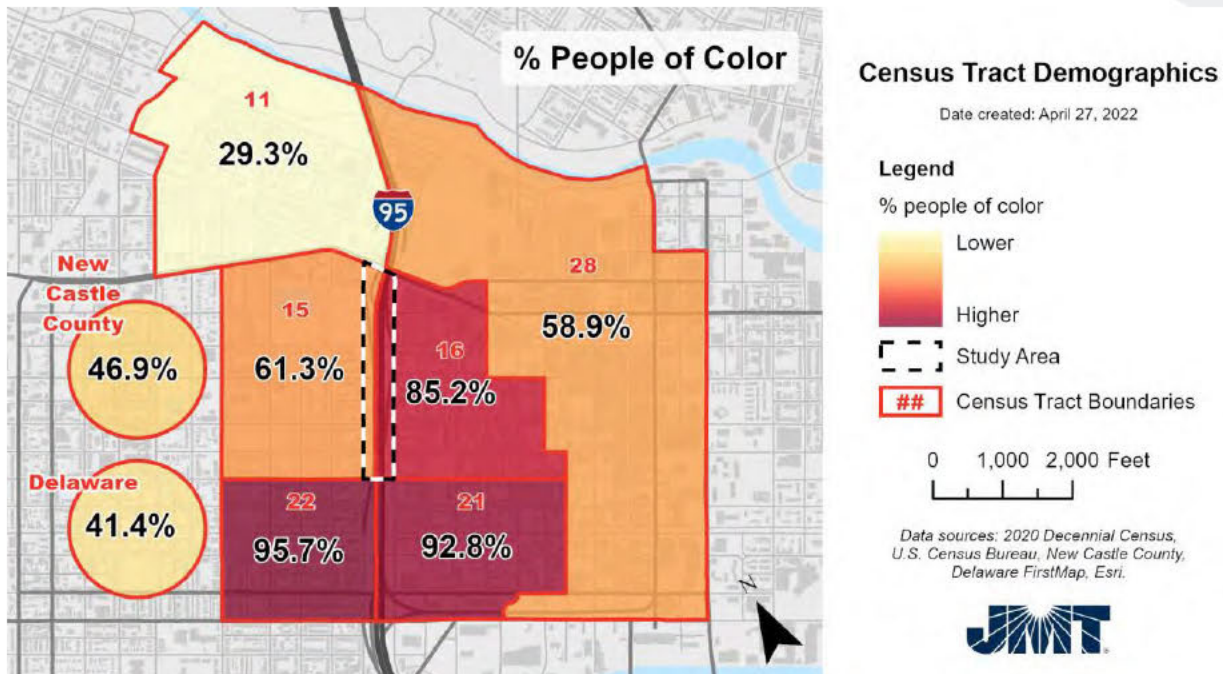 % People of Color
11
29.3%
95
New
Castle
County
46.9%
15
61.3%
16
85.2%
28
58.9%
Delaware
41.4%
22
95.7%
21
92.8%
N
Census Tract Demographics
Date created: April 27, 2022
Legend
% people of color
Lower
Higher
Study Area
## Census Tract Boundaries
0 1,000 2,000 Feet
Data sources: 2020 Decennial Census,
U.S. Census Bureau, New Castle County,
Delaware FirstMap, Esri.
JMT